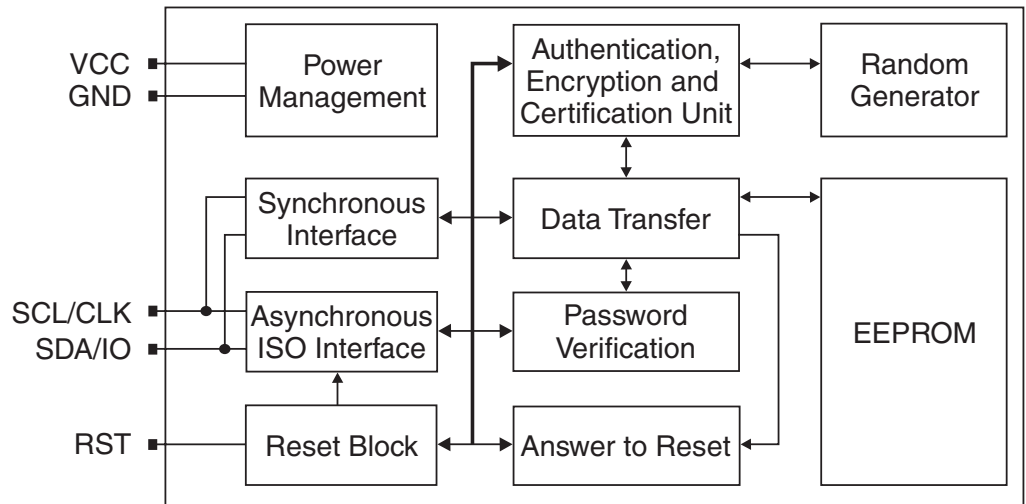 VCC
GND
Power
Management
Authentication,
Encryption and
Certification Unit
Random
Generator
Synchronous
Interface
Data Transfer
EEPROM
SCL/CLK
SDA/IO
Asynchronous
ISO Interface
Password
Verification
RST
Reset Block
Answer to Reset